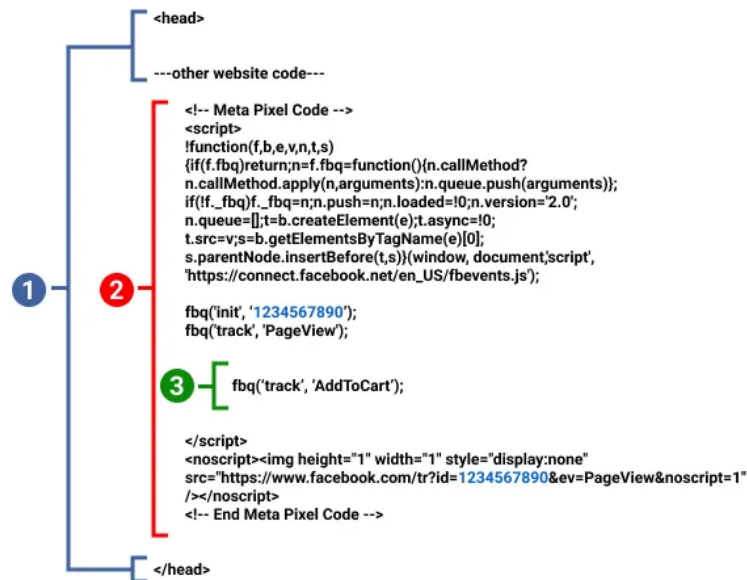 <head>
---other website code---
<!-- Meta Pixel Code -->
<script>
!function(f,b,e,v,n,t,s)
{if(f.fbq)return;n=f.fbq=function(){n.callMethod?
n.callMethod.apply(n,arguments):n.queue.push(arguments)};
if(!f._fbq)f._fbq=n;n.push=n;n.loaded=!0;n.version='2.0';
n.queue=[];t=b.createElement(e);t.async=!0;
t.src=v;s=b.getElementsByTagName(e)[0];
s.parentNode.insertBefore(t,s)}(window, document,'script',
'https://connect.facebook.net/en_US/fbevents.js');
1
2
fbq('init', '1234567890');
fbq('track', 'PageView');
3
fbq('track', 'AddToCart');
</script>
<noscript><img height="1" width="1" style="display:none"
src="https://www.facebook.com/tr?id=1234567890&ev=PageView&noscript=1"
/></noscript>
<!-- End Meta Pixel Code -->
</head>